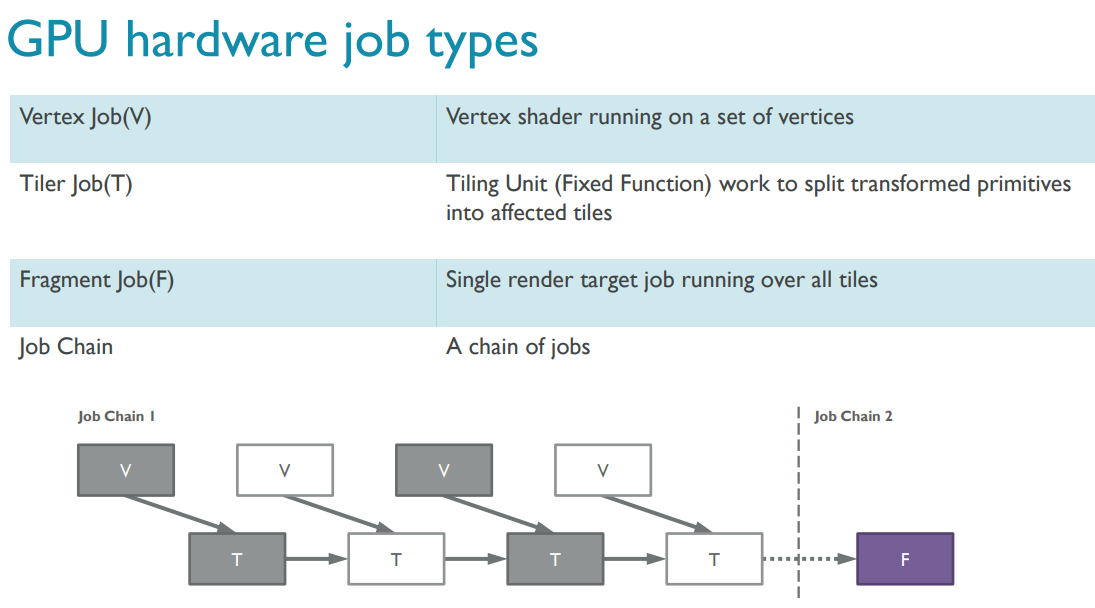 GPU hardware job types
Vertex Job(V)
Vertex shader running on a set of vertices
Tiler Job(T)
Tiling Unit (Fixed Function) work to split transformed primitives
into affected tiles
Fragment Job(F)
Single render target job running over all tiles
Job Chain
A chain of jobs
Job Chain 1
Job Chain 2
V
V
V
V
T
T
T
T
F